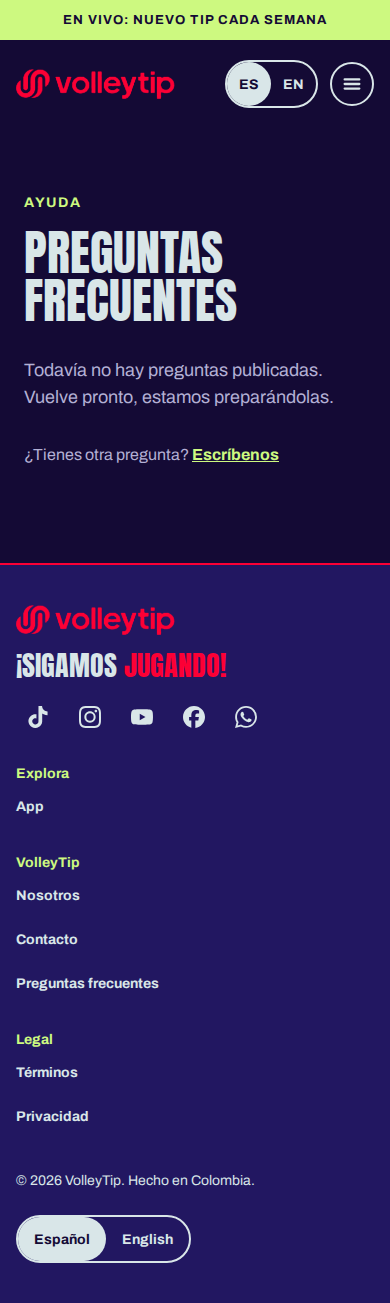 EN VIVO: NUEVO TIP CADA SEMANA
volleytip
ES EN
AYUDA
PREGUNTAS
FRECUENTES
Todavía no hay preguntas publicadas.
Vuelve pronto, estamos preparándolas.
¿Tienes otra pregunta? Escríbenos
volleytip
¡SIGAMOS JUGANDO!
Explora
App
VolleyTip
Nosotros
Contacto
Preguntas frecuentes
Legal
Términos
Privacidad
© 2026 VolleyTip. Hecho en Colombia.
Español English